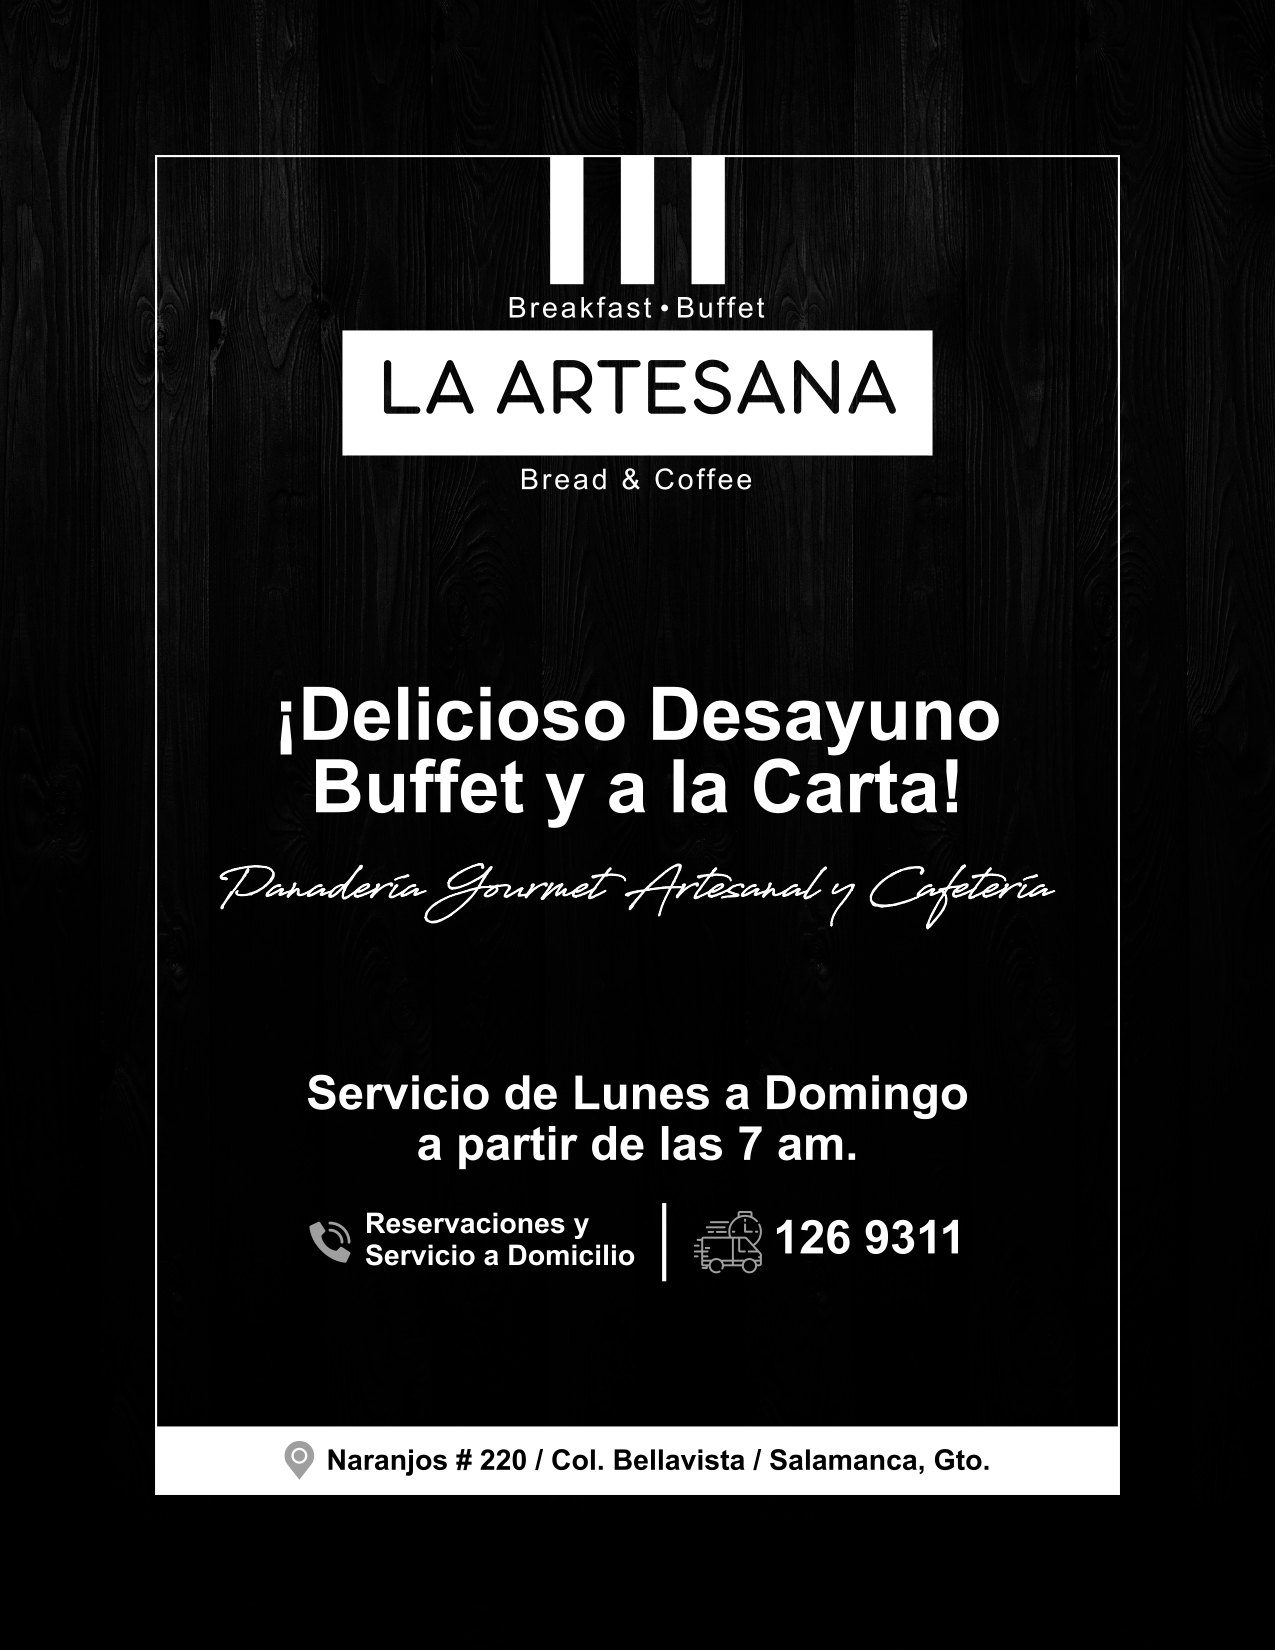 Breakfast • Buffet
LA ARTESANA
Bread & Coffee
¡Delicioso Desayuno
Buffet y a la Carta!
Panadería Gourmet Artesanal y Cafetería
Servicio de Lunes a Domingo
a partir de las 7 am.
Reservaciones y
Servicio a Domicilio
126 9311
Naranjos # 220 / Col. Bellavista / Salamanca, Gto.